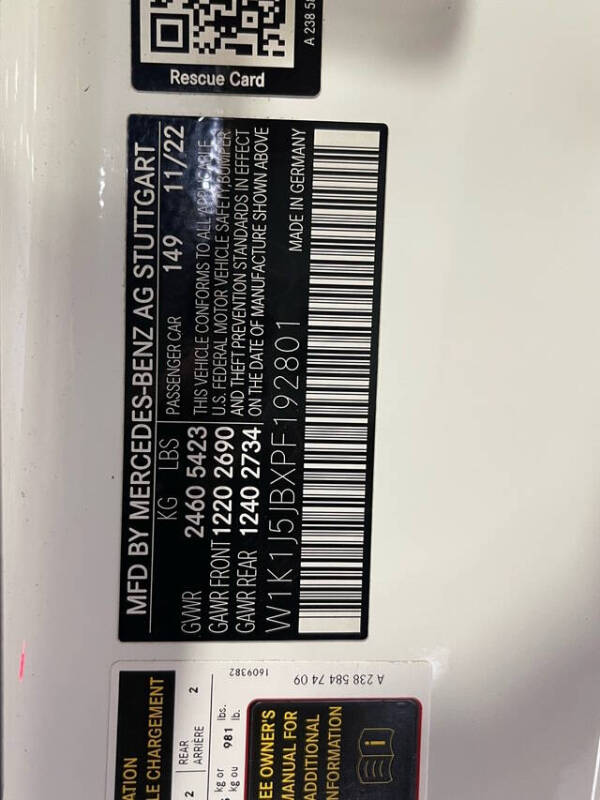 Rescue Card
A 238 58
MFD BY MERCEDES-BENZ AG STUTTGART
KG LBS PASSENGER CAR 149 11/22
GVWR 2460 5423 THIS VEHICLE CONFORMS TO ALL APPLICABLE
GAWR FRONT 1220 2690 U.S. FEDERAL MOTOR VEHICLE SAFETY, BUMPER
GAWR REAR 1240 2734 AND THEFT PREVENTION STANDARDS IN EFFECT
ON THE DATE OF MANUFACTURE SHOWN ABOVE
W1K1J5JBXPF192801 MADE IN GERMANY
ATION
LE CHARGEMENT
2 REAR 2
ARRIÈRE
kg or 981 lbs.
kg ou lb.
1609382
A 238 584 74 09
EE OWNER'S
MANUAL FOR
ADDITIONAL
NFORMATION